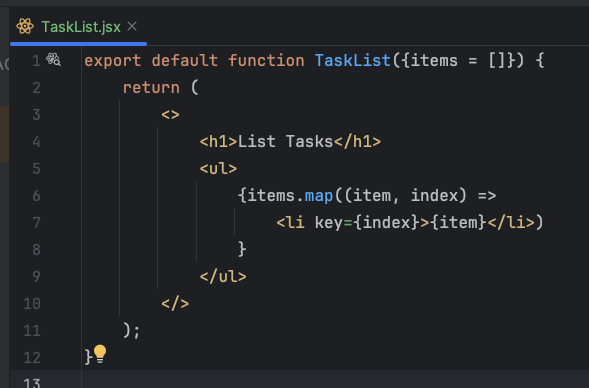 TaskList.jsx ×
1 export default function TaskList({items = []}) {
2     return (
3         <>
4             <h1>List Tasks</h1>
5             <ul>
6                 {items.map((item, index) =>
7                     <li key={index}>{item}</li>)
8                 }
9             </ul>
10         </>
11     );
12 }
13